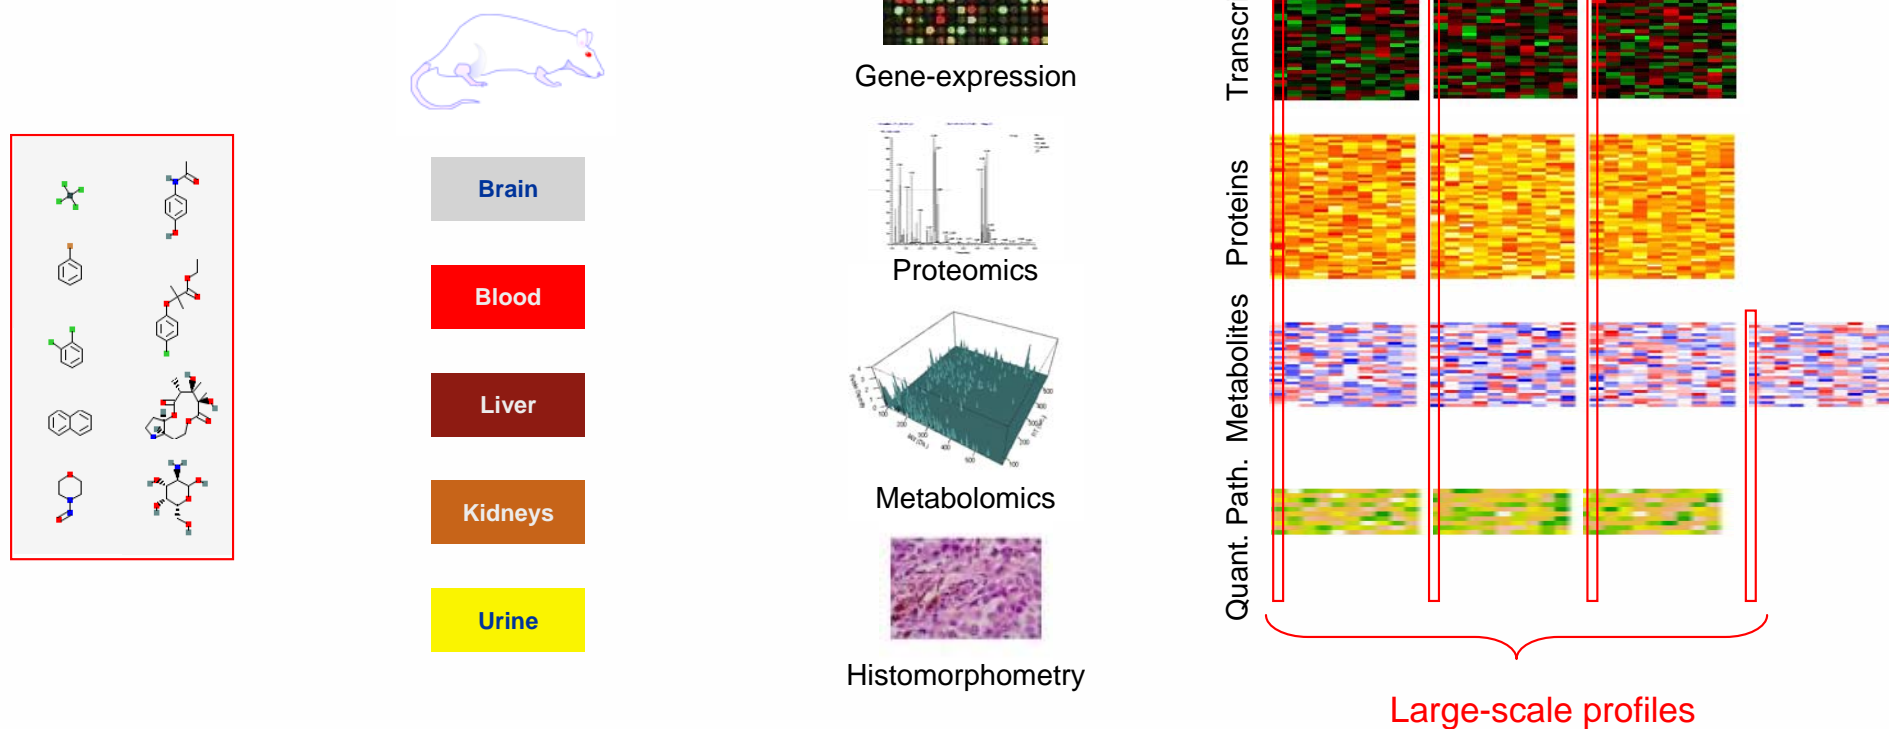 Brain
Blood
Liver
Kidneys
Urine
Gene-expression
Proteomics
Metabolomics
Histomorphometry
Transcr
Proteins
Metabolites
Quant. Path.
Large-scale profiles